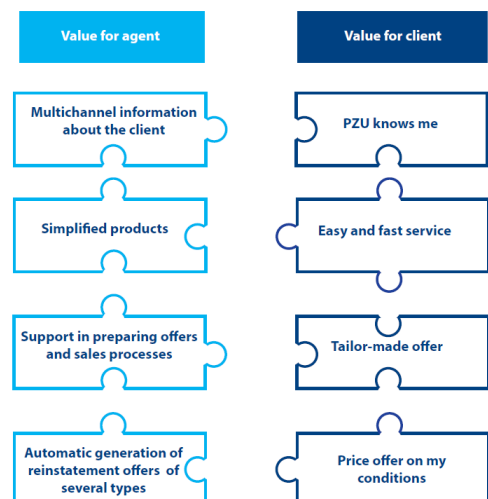 Value for agent
Value for client
Multichannel information
about the client
PZU knows me
Simplified products
Easy and fast service
Support in preparing offers
and sales processes
Tailor-made offer
Automatic generation of
reinstatement offers of
several types
Price offer on my
conditions